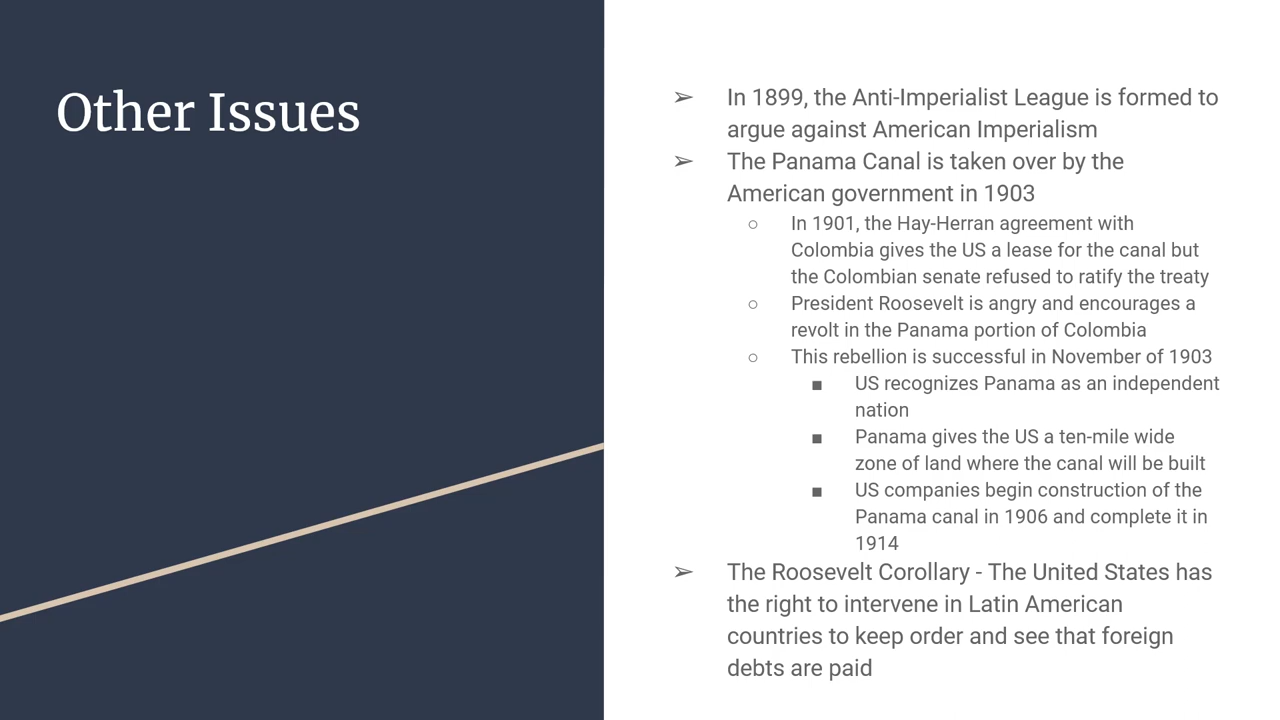 Other Issues
➢ In 1899, the Anti-Imperialist League is formed to
argue against American Imperialism
➢ The Panama Canal is taken over by the
American government in 1903
○ In 1901, the Hay-Herran agreement with
Colombia gives the US a lease for the canal but
the Colombian senate refused to ratify the treaty
○ President Roosevelt is angry and encourages a
revolt in the Panama portion of Colombia
○ This rebellion is successful in November of 1903
■ US recognizes Panama as an independent
nation
■ Panama gives the US a ten-mile wide
zone of land where the canal will be built
■ US companies begin construction of the
Panama canal in 1906 and complete it in
1914
➢ The Roosevelt Corollary - The United States has
the right to intervene in Latin American
countries to keep order and see that foreign
debts are paid